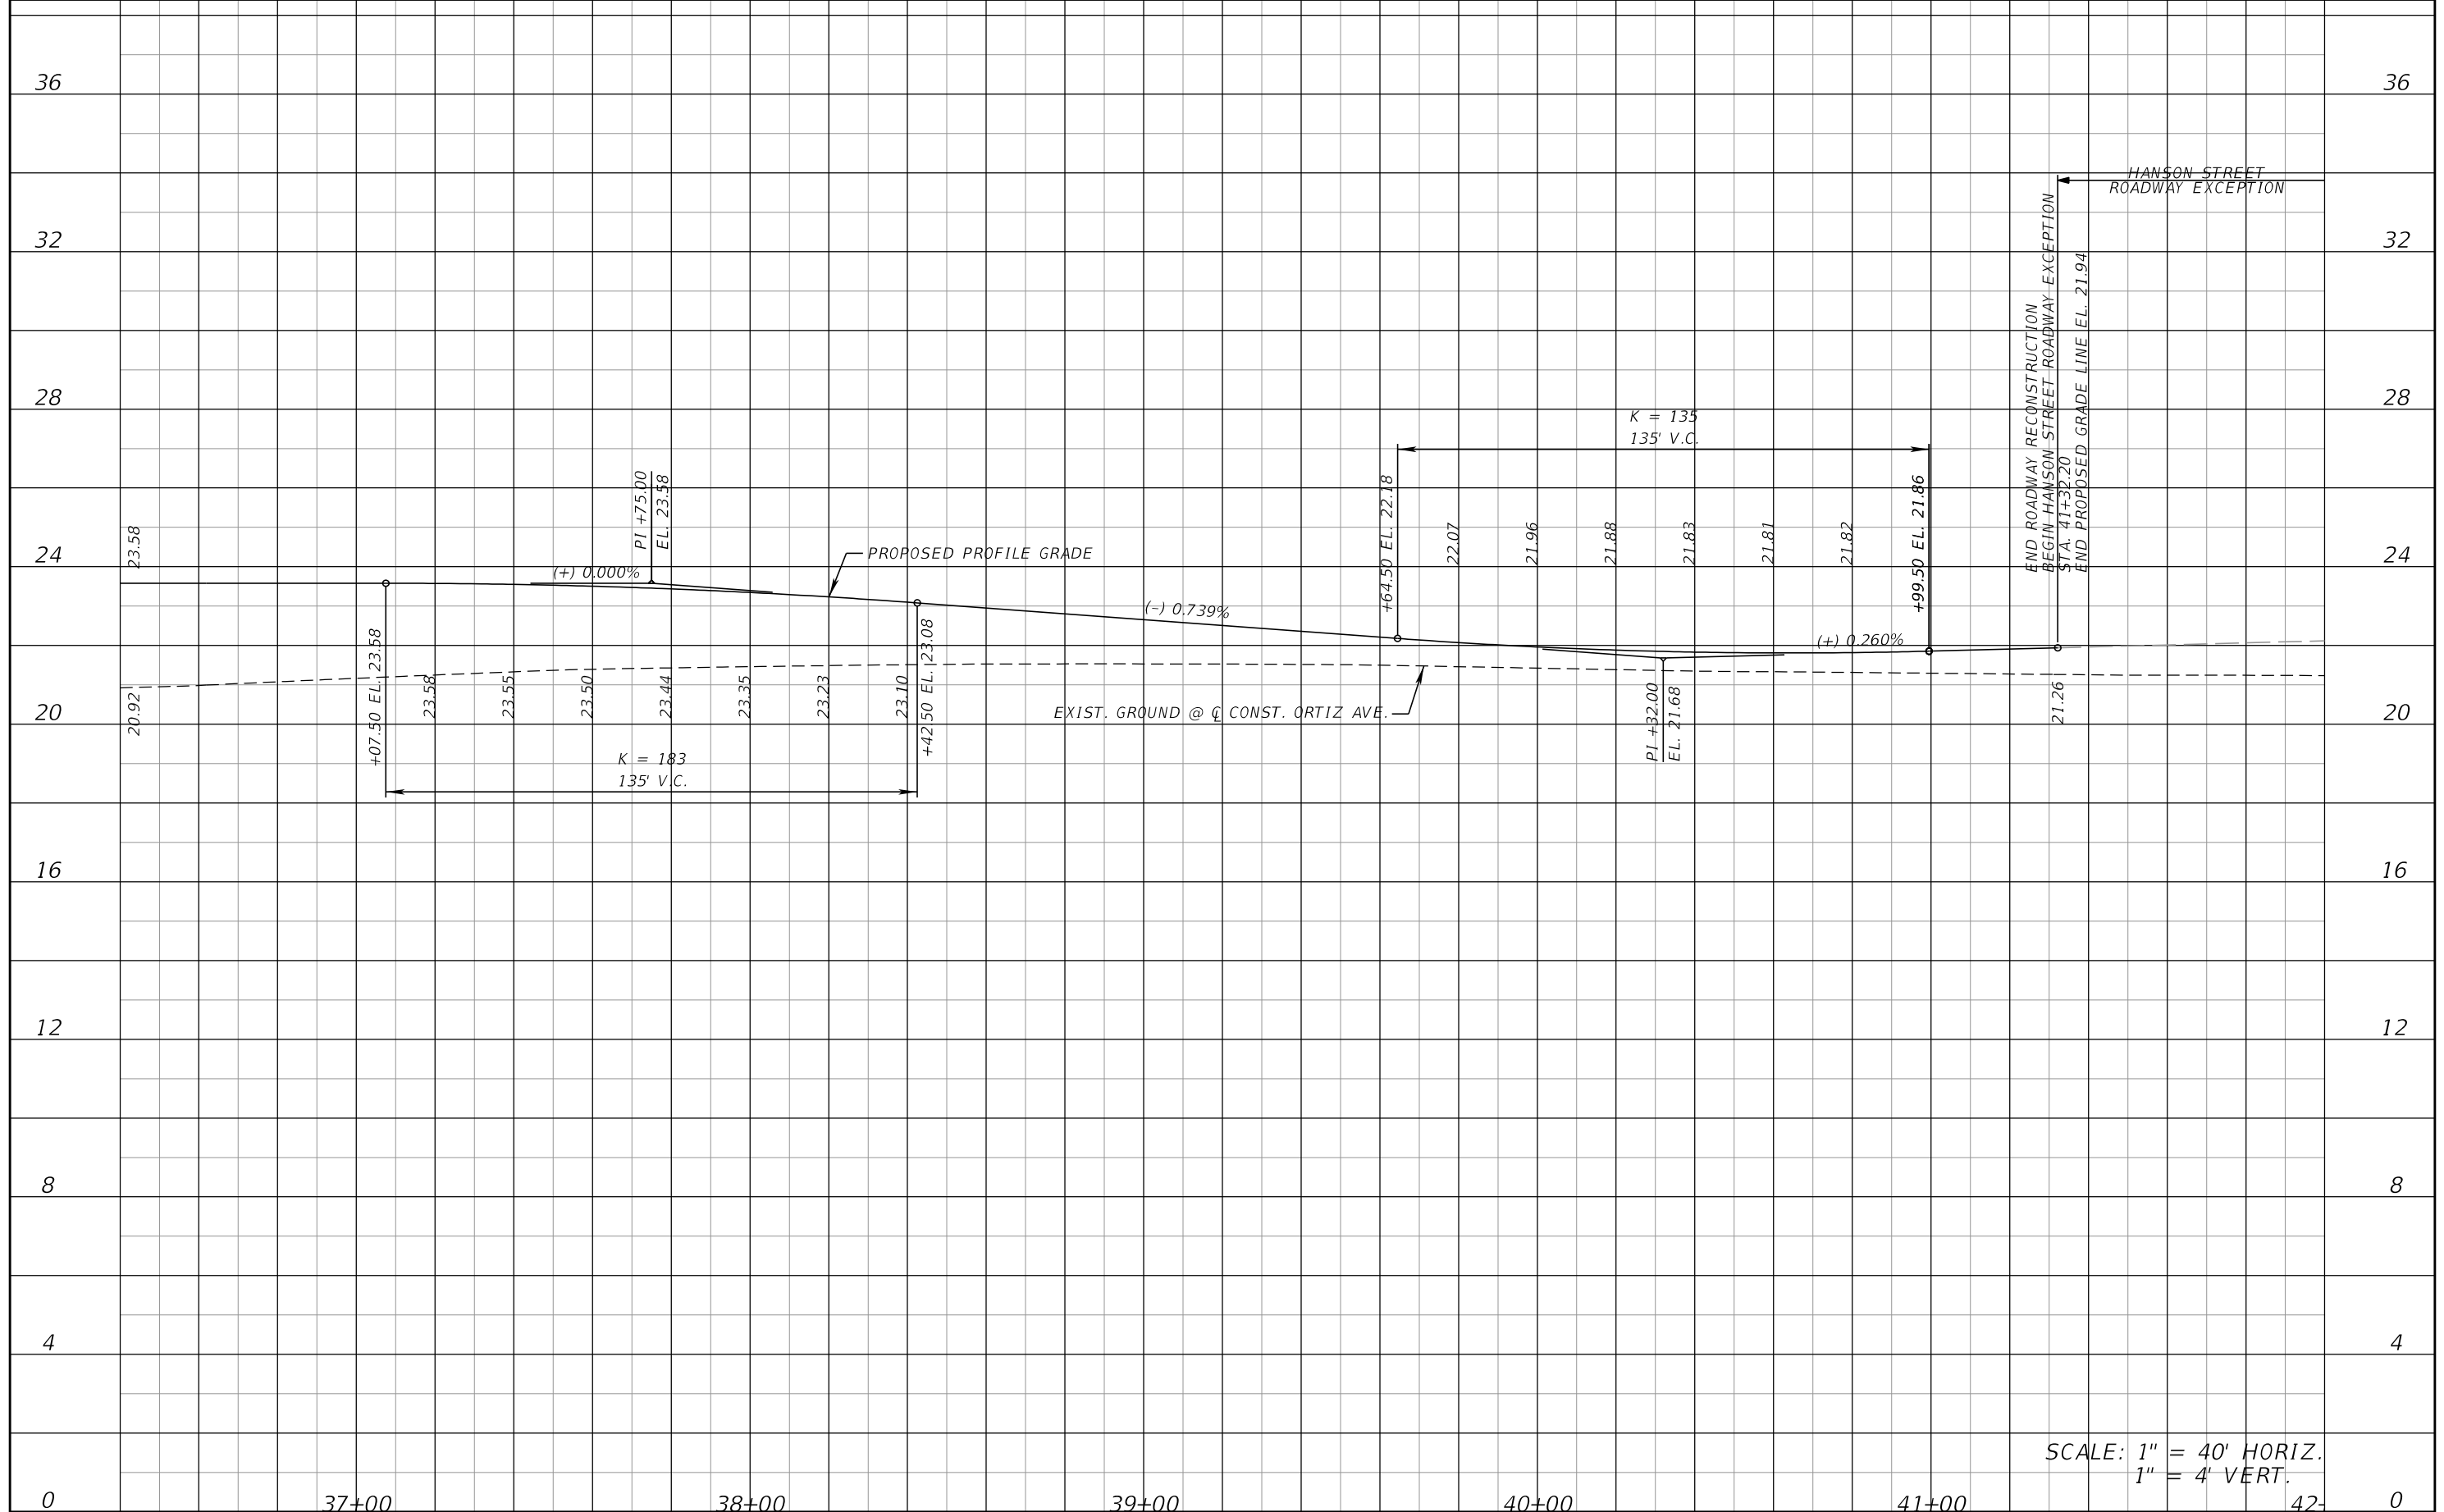 36
36
HANSON STREET
ROADWAY EXCEPTION
32
32
END ROADWAY RECONSTRUCTION
BEGIN HANSON STREET ROADWAY EXCEPTION
STA. 41+32.20
END PROPOSED GRADE LINE EL. 21.94
28
28
K = 135
135' V.C.
PI +75.00
EL. 23.58
+64.50 EL. 22.18
22.07
21.96
21.88
21.83
21.81
21.82
+99.50 EL. 21.86
23.58
24
24
(+) 0.000%
PROPOSED PROFILE GRADE
(-) 0.739%
(+) 0.260%
20.92
+07.50 EL. 23.58
23.58
23.55
23.50
23.44
23.35
23.23
23.10
+42.50 EL. 23.08
EXIST. GROUND @ ℄ CONST. ORTIZ AVE.
PI +32.00
EL. 21.68
21.26
20
20
K = 183
135' V.C.
16
16
12
12
8
8
4
4
SCALE: 1" = 40' HORIZ.
1" = 4' VERT.
0
37+00
38+00
39+00
40+00
41+00
42-
0